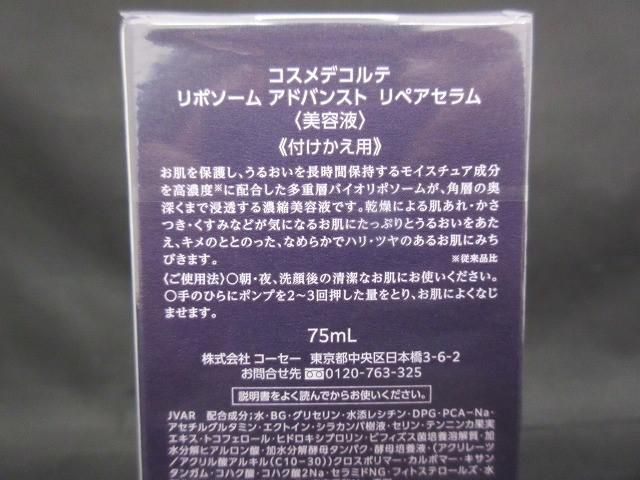 コスメデコルテ
リポソーム アドバンスト リペアセラム
〈美容液〉
《付けかえ用》
お肌を保護し、うるおいを長時間保持するモイスチュア成分
を高濃度※に配合した多重層バイオリポソームが、角層の奥
深くまで浸透する濃縮美容液です。乾燥による肌あれ・かさ
つき・くすみなどが気になるお肌にたっぷりとうるおいをあた
え、キメのととのった、なめらかでハリ・ツヤのあるお肌にみち
びきます。 ※従来品比
〈ご使用法〉〇朝・夜、洗顔後の清潔なお肌にお使いください。
〇手のひらにポンプを2~3回押した量をとり、お肌によくなじ
ませます。
75mL
株式会社 コーセー 東京都中央区日本橋3-6-2
お問合せ先 0120-763-325
説明書をよく読んでからお使いください。
JVAR 配合成分;水・BG・グリセリン・水添レシチン・DPG・PCA-Na・
アセチルグルタミン・エクトイン・シラカンバ樹液・セリン・テンニンカ果実
エキス・トコフェロール・ヒドロキシプロリン・ビフィズス菌培養溶解質・加
水分解ヒアルロン酸・加水分解酵母タンパク・酵母培養液・(アクリレーツ
/アクリル酸アルキル(C10-30))クロスポリマー・カルボマー・キサン
タンガム・コハク酸・コハク酸2Na・セラミドNG・フィトステロールズ・水